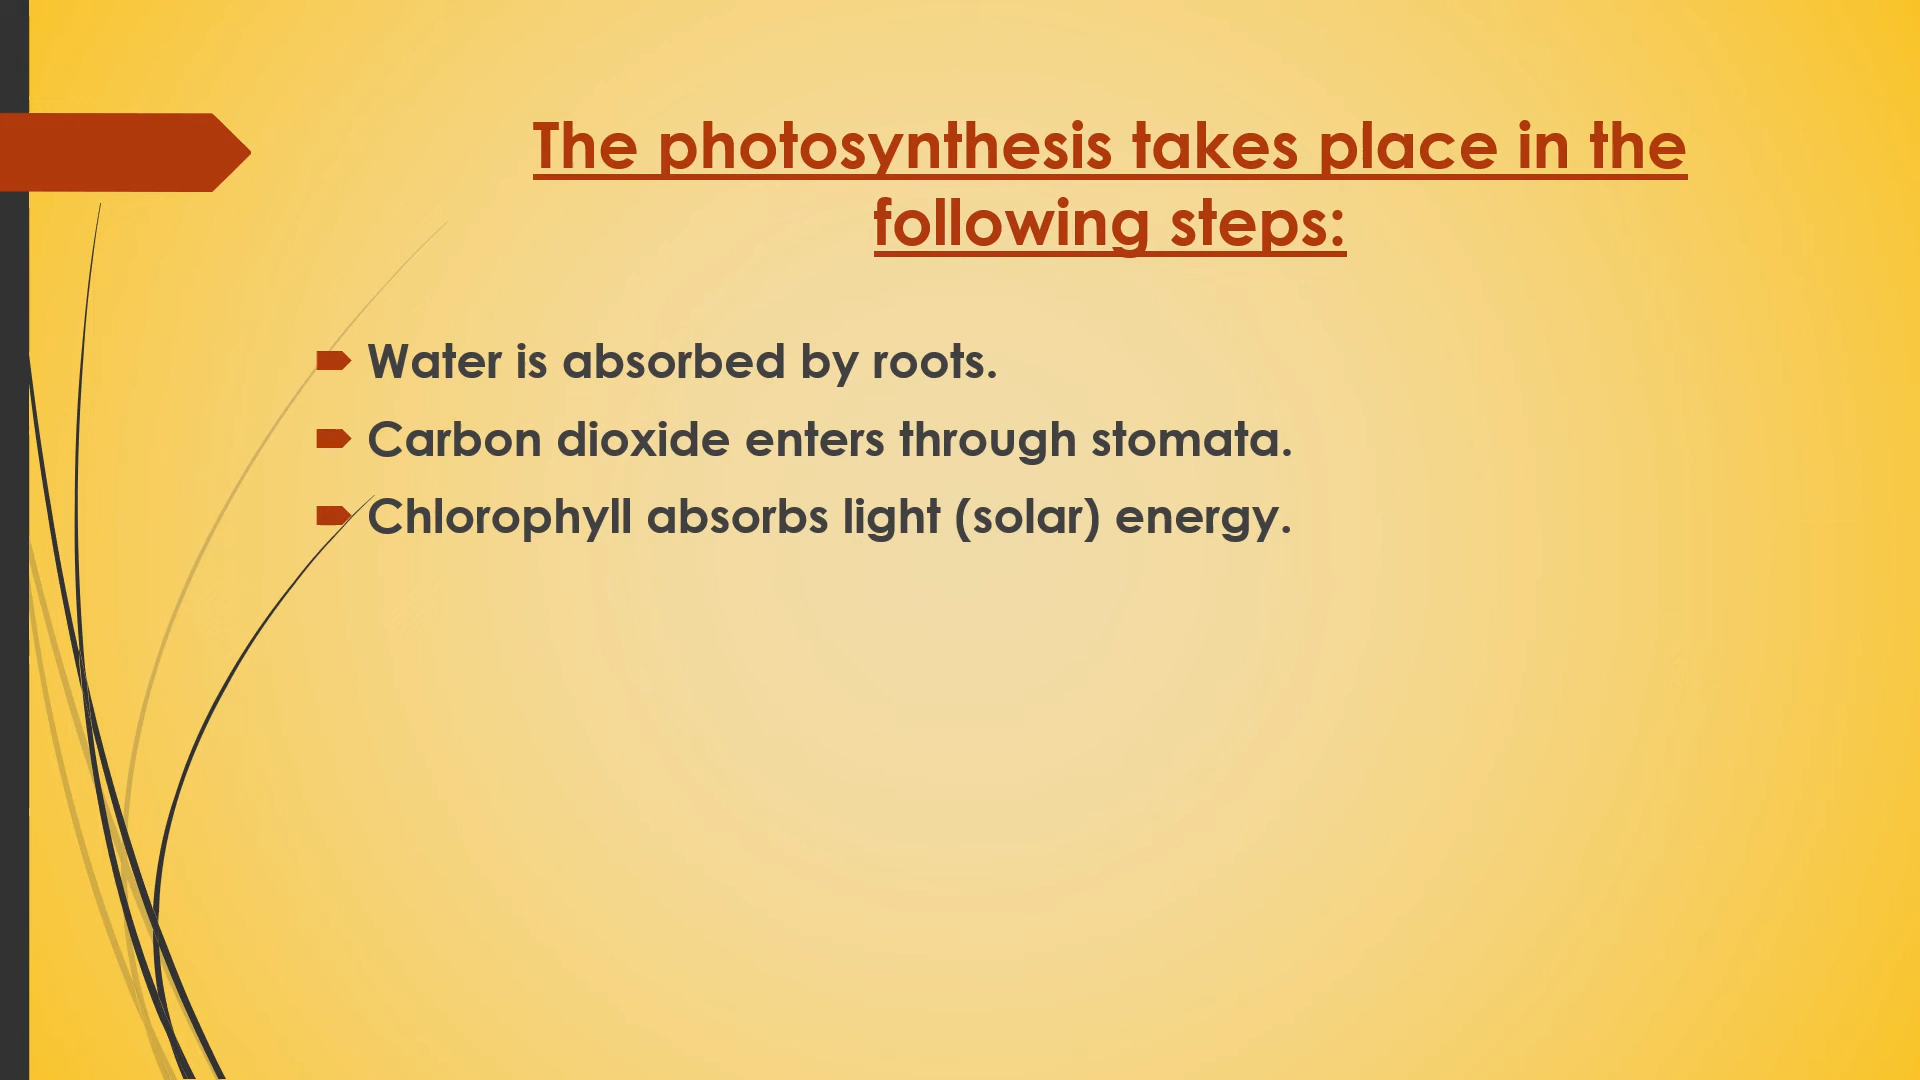 The photosynthesis takes place in the
following steps:
Water is absorbed by roots.
Carbon dioxide enters through stomata.
Chlorophyll absorbs light (solar) energy.